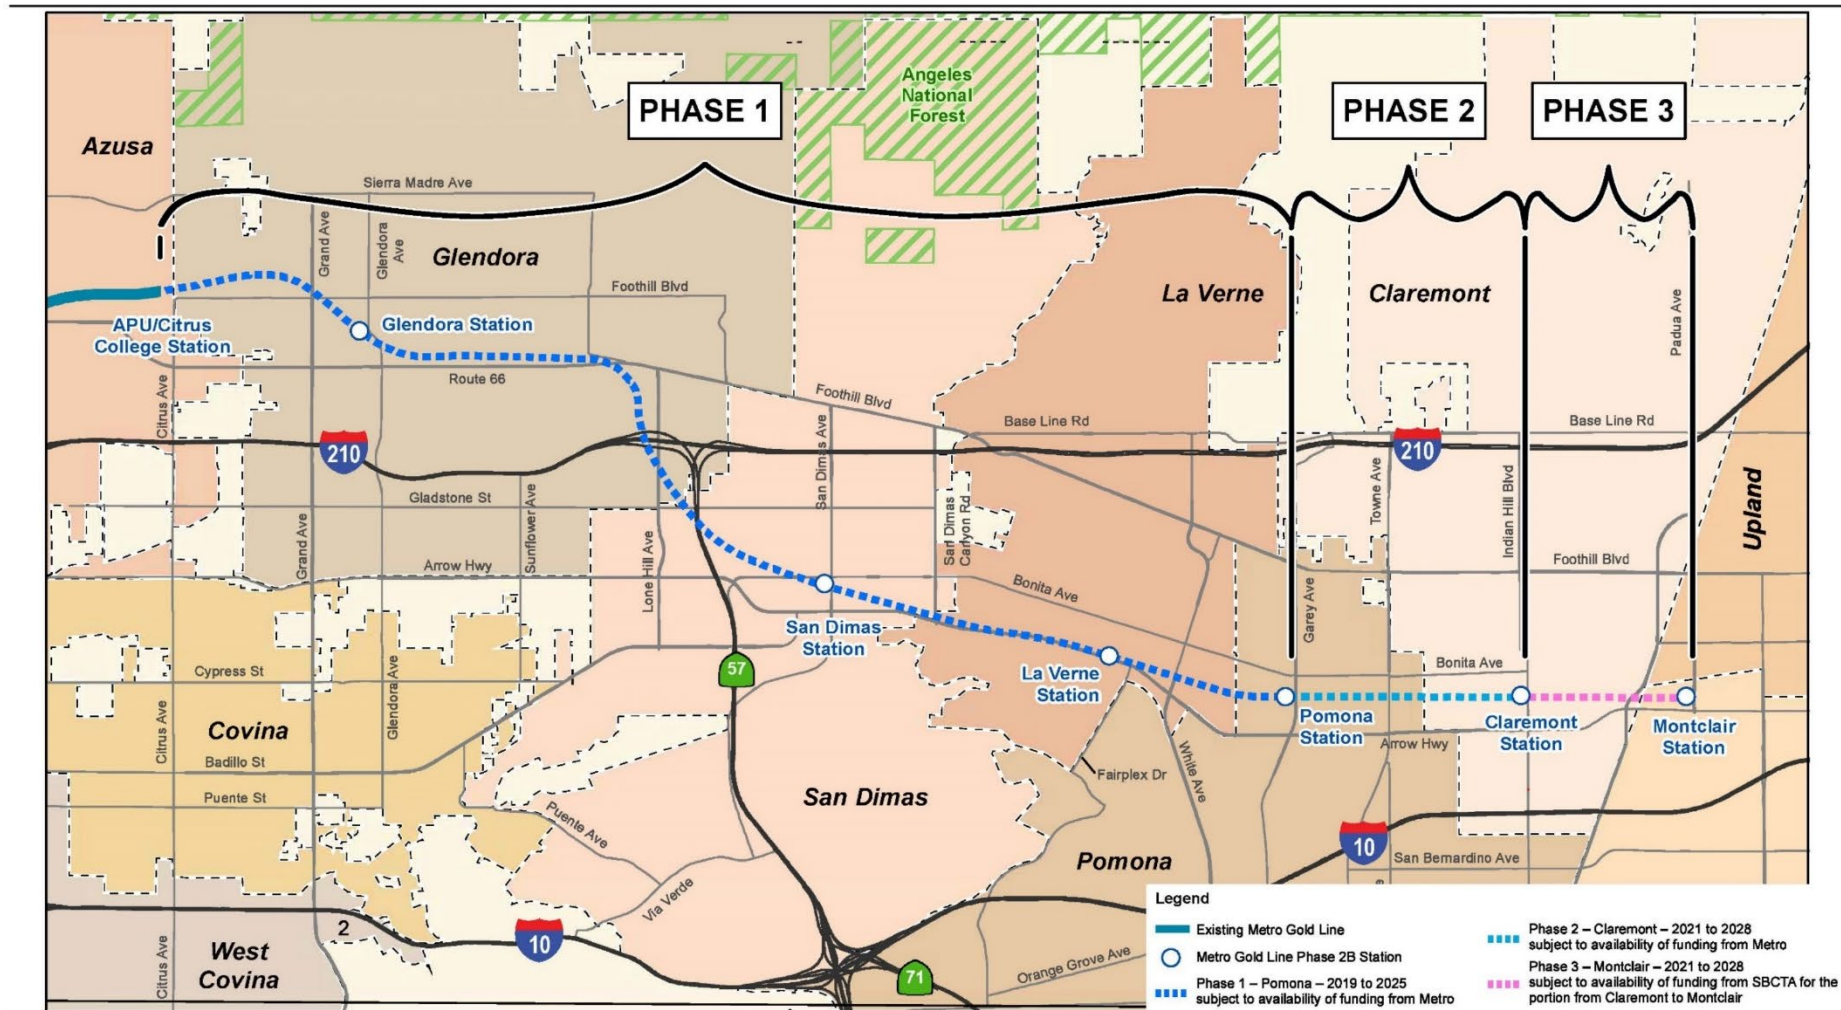 PHASE 1
PHASE 2
PHASE 3
Angeles
National
Forest
Azusa
Sierra Madre Ave
Grand Ave
Glendora
Ave
Glendora
Foothill Blvd
La Verne
Claremont
Padua Ave
APU/Citrus
College Station
Glendora Station
Route 66
Citrus Ave
Foothill Blvd
Base Line Rd
Base Line Rd
210
210
San Dimas Ave
Gladstone St
Sunflower Ave
San Dimas
Canyon Rd
Towne Ave
Indian Hill Blvd
Upland
Grand Ave
Arrow Hwy
Lone Hill Ave
Bonita Ave
Foothill Blvd
Garey Ave
San Dimas
Station
57
La Verne
Station
Bonita Ave
Cypress St
Citrus Ave
Glendora Ave
Covina
Pomona
Station
Claremont
Station
Montclair
Station
Arrow Hwy
Badillo St
Puente St
Fairplex Dr
White Ave
San Dimas
Puente Ave
Pomona
10
San Bernardino Ave
Via Verde
2
10
West
Covina
Citrus Ave
71
Orange Grove Ave
Legend
Existing Metro Gold Line
Metro Gold Line Phase 2B Station
Phase 1 – Pomona – 2019 to 2025
subject to availability of funding from Metro
Phase 2 – Claremont – 2021 to 2028
subject to availability of funding from Metro
Phase 3 – Montclair – 2021 to 2028
subject to availability of funding from SBCTA for the
portion from Claremont to Montclair